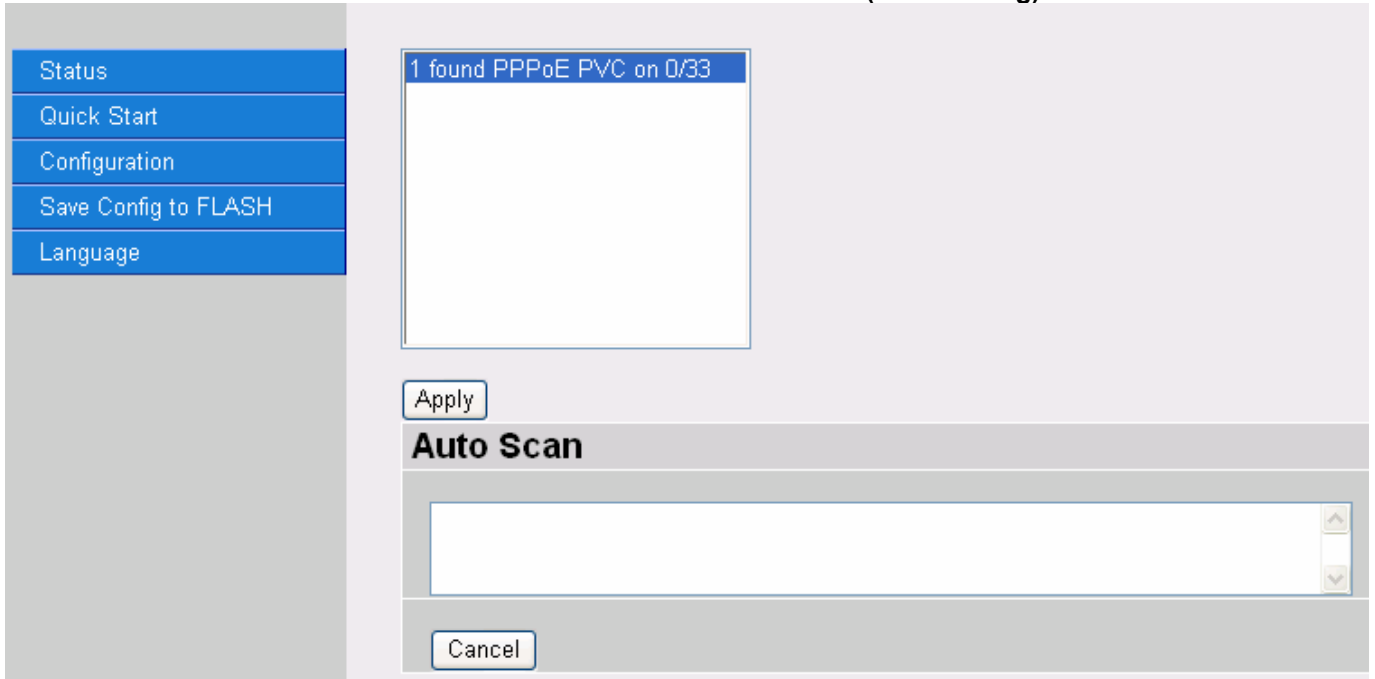 Status
Quick Start
Configuration
Save Config to FLASH
Language
1 found PPPoE PVC on 0/33
Apply
Auto Scan
Cancel